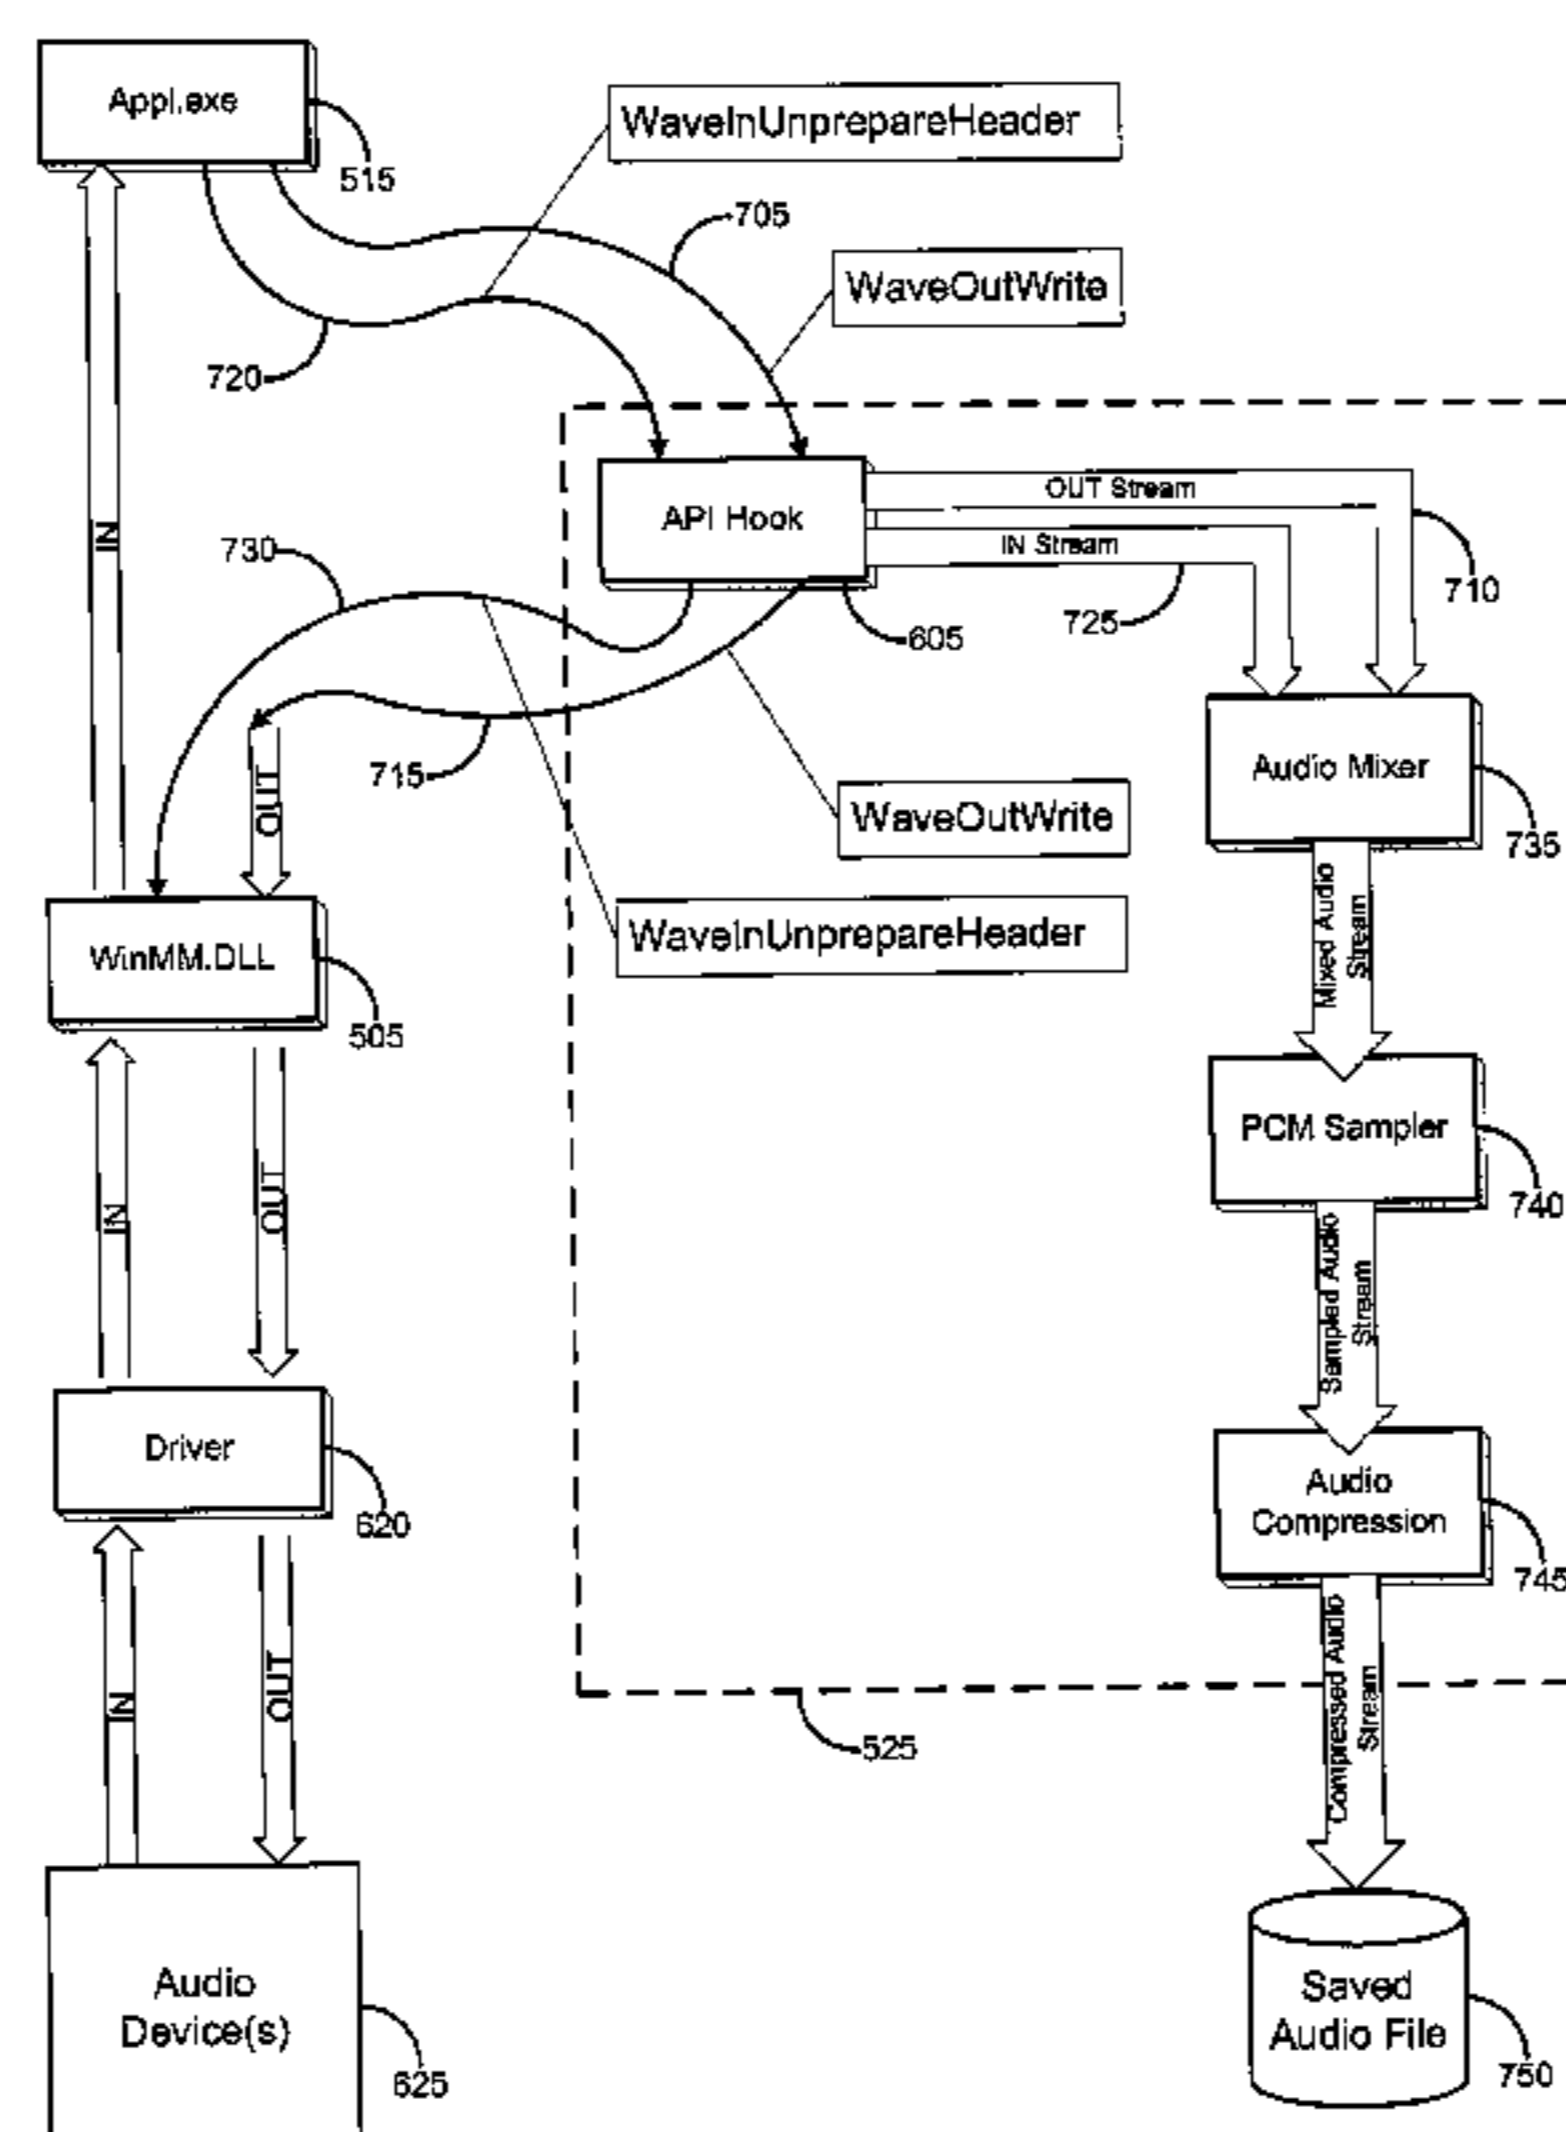 Appl.exe
515
WaveInUnprepareHeader
705
WaveOutWrite
720
API Hook
OUT Stream
IN Stream
710
725
605
730
715
IN
OUT
WaveOutWrite
WaveInUnprepareHeader
Audio Mixer
735
WinMM.DLL
505
Mixed Audio
Stream
PCM Sampler
740
IN
OUT
Sampled Audio
Stream
Driver
620
Audio
Compression
745
IN
OUT
525
Compressed Audio
Stream
Audio
Device(s)
625
Saved
Audio File
750